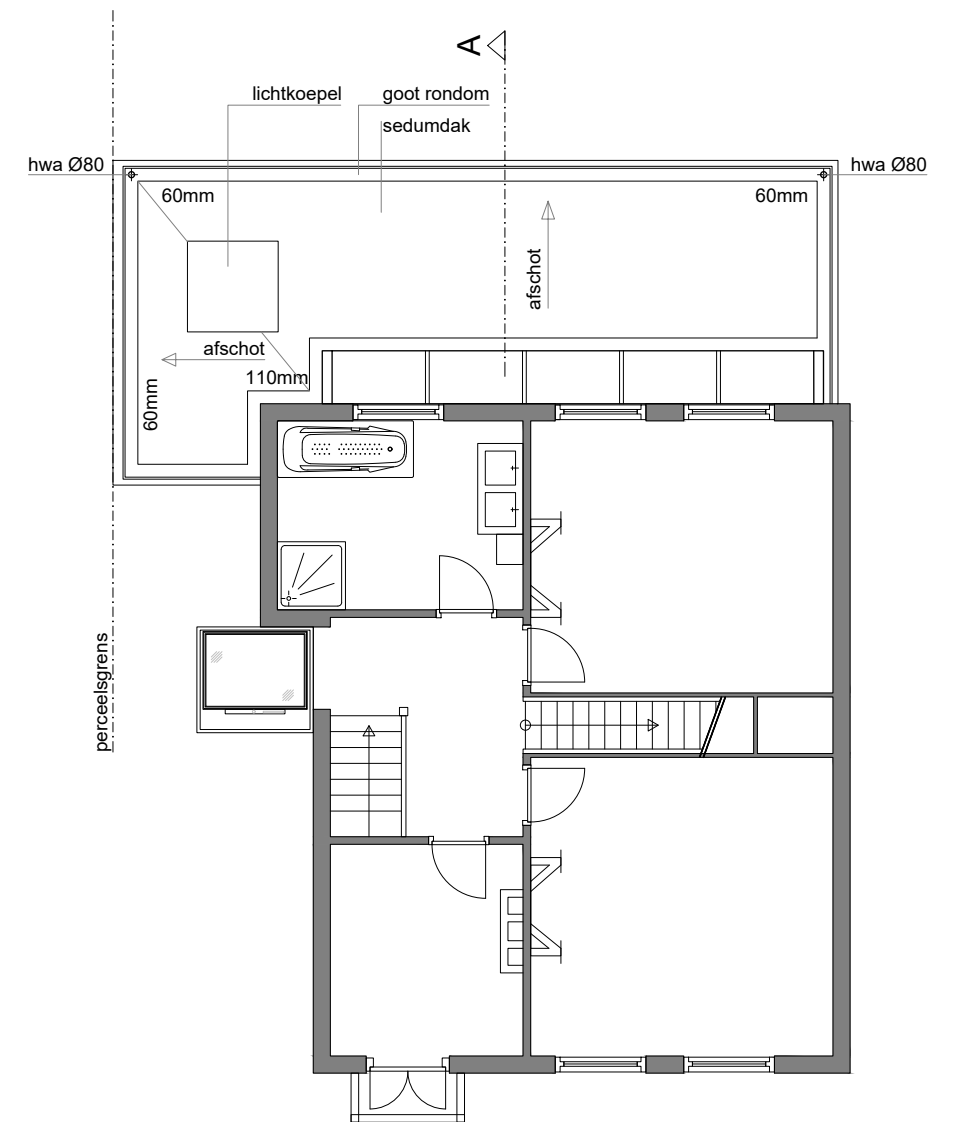 A
lichtkoepel
goot rondom
sedumdak
hwa Ø80
hwa Ø80
60mm
60mm
afschot
afschot
110mm
60mm
perceelsgrens